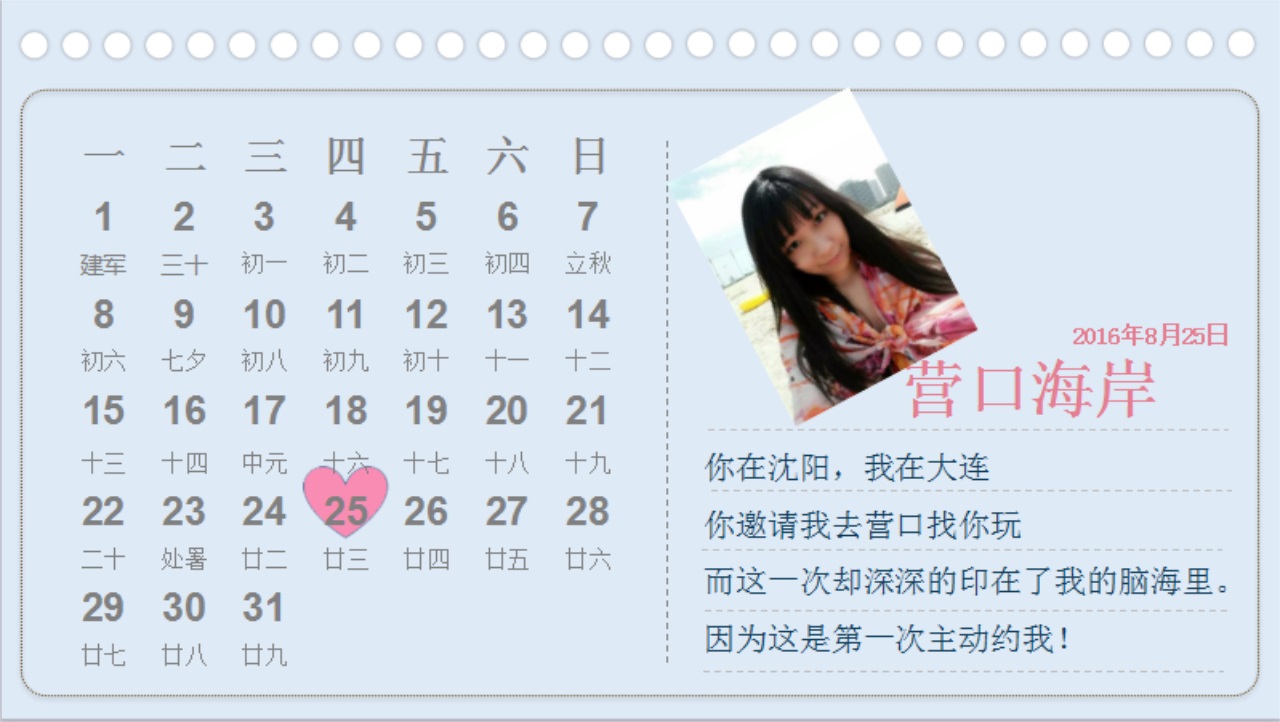 一 二 三 四 五 六 日
1 2 3 4 5 6 7
建军 三十 初一 初二 初三 初四 立秋
8 9 10 11 12 13 14
初六 七夕 初八 初九 初十 十一 十二
15 16 17 18 19 20 21
十三 十四 中元 十六 十七 十八 十九
22 23 24 25 26 27 28
二十 处暑 廿二 廿三 廿四 廿五 廿六
29 30 31
廿七 廿八 廿九
2016年8月25日
营口海岸
你在沈阳，我在大连
你邀请我去营口找你玩
而这一次却深深的印在了我的脑海里。
因为这是第一次主动约我！